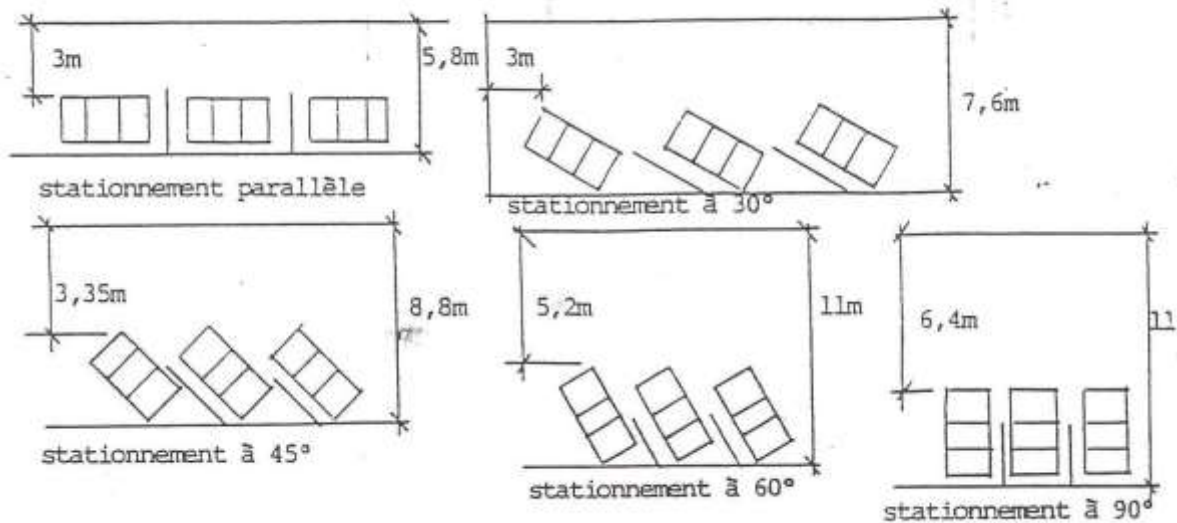 3m
5,8m
stationnement parallèle
3m
7,6m
stationnement à 30°
3,35m
8,8m
stationnement à 45°
5,2m
11m
stationnement à 60°
6,4m
11
stationnement à 90°